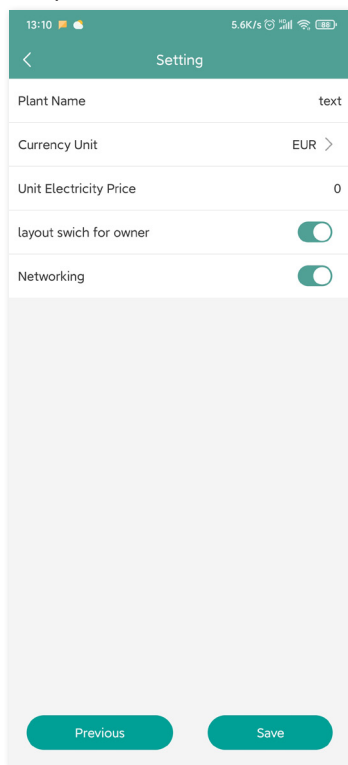 13:10 5.6K/s 88
Setting
Plant Name text
Currency Unit EUR
Unit Electricity Price 0
layout swich for owner
Networking
Previous Save